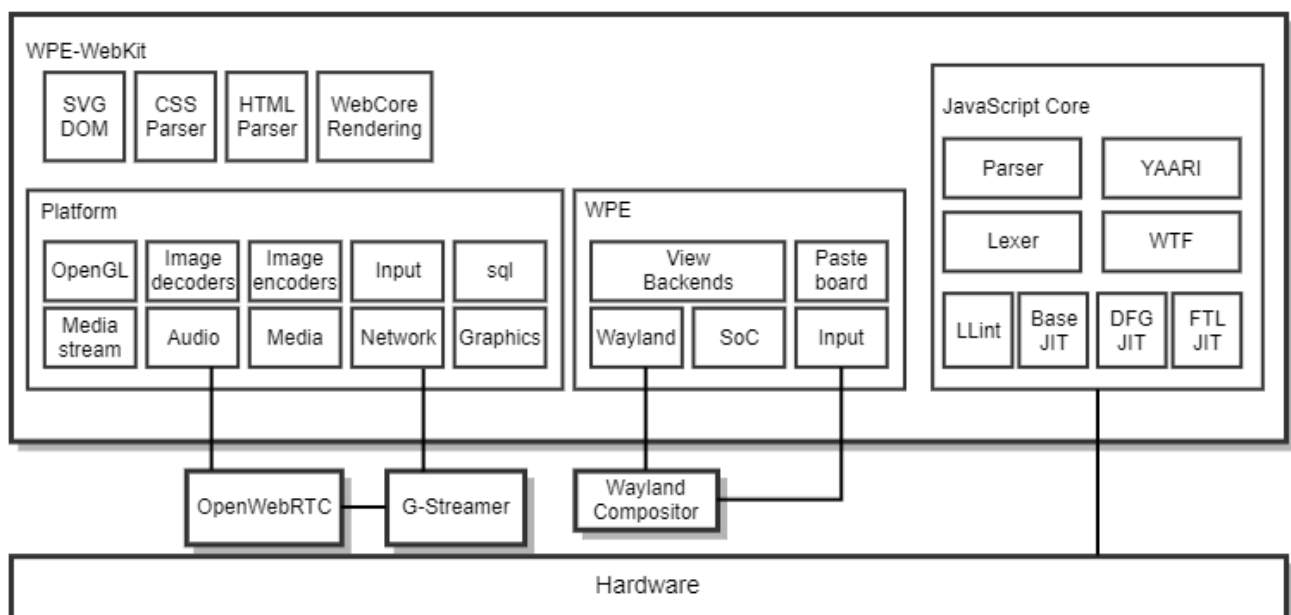 WPE-WebKit
SVG
DOM
CSS
Parser
HTML
Parser
WebCore
Rendering
Platform
OpenGL
Image
decoders
Image
encoders
Input
sql
Media
stream
Audio
Media
Network
Graphics
WPE
View
Backends
Paste
board
Wayland
SoC
Input
JavaScript Core
Parser
YAARI
Lexer
WTF
LLint
Base
JIT
DFG
JIT
FTL
JIT
OpenWebRTC
G-Streamer
Wayland
Compositor
Hardware